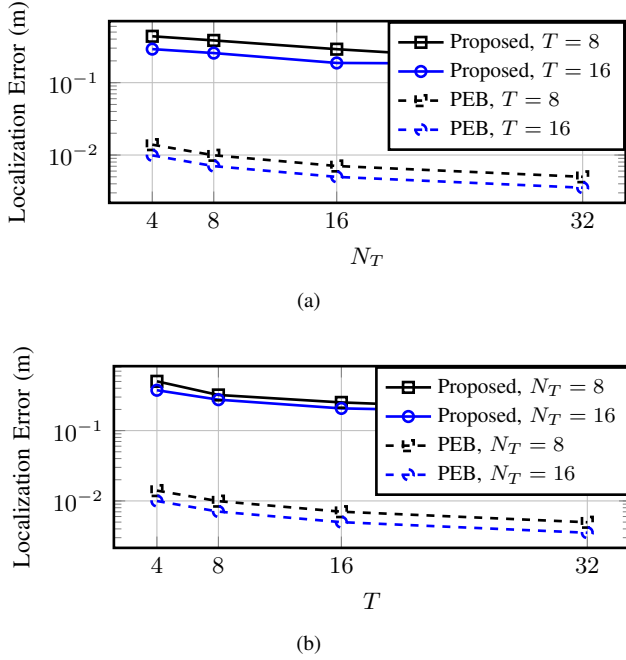 Localization Error (m)
10^{-1}
10^{-2}
Proposed, T = 8
Proposed, T = 16
PEB, T = 8
PEB, T = 16
4 8 16 32
N_T
(a)
Localization Error (m)
10^{-1}
10^{-2}
Proposed, N_T = 8
Proposed, N_T = 16
PEB, N_T = 8
PEB, N_T = 16
4 8 16 32
T
(b)